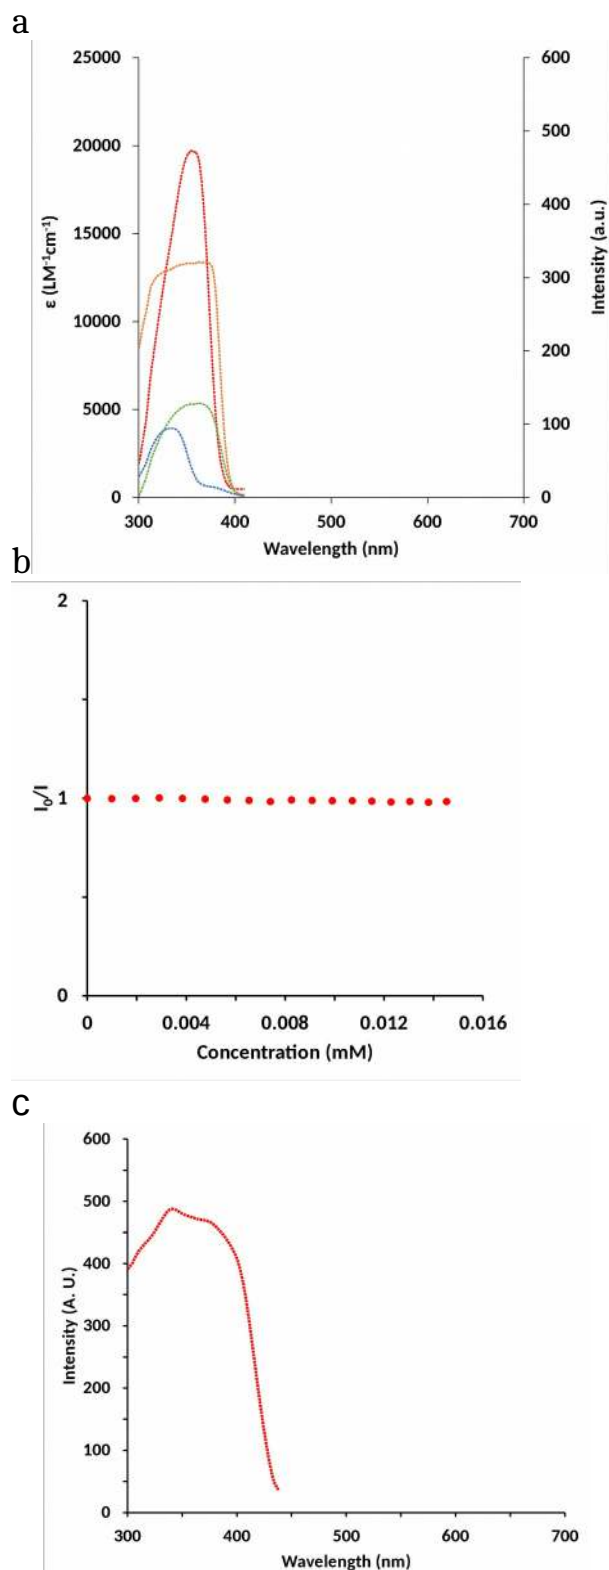 a
25000
20000
15000
10000
5000
0
ε (LM⁻¹cm⁻¹)
600
500
400
300
200
100
0
Intensity (a.u.)
300 400 500 600 700
Wavelength (nm)
b
2
1
0
I₀/I
0 0.004 0.008 0.012 0.016
Concentration (mM)
c
600
500
400
300
200
100
0
Intensity (A. U.)
300 400 500 600 700
Wavelength (nm)